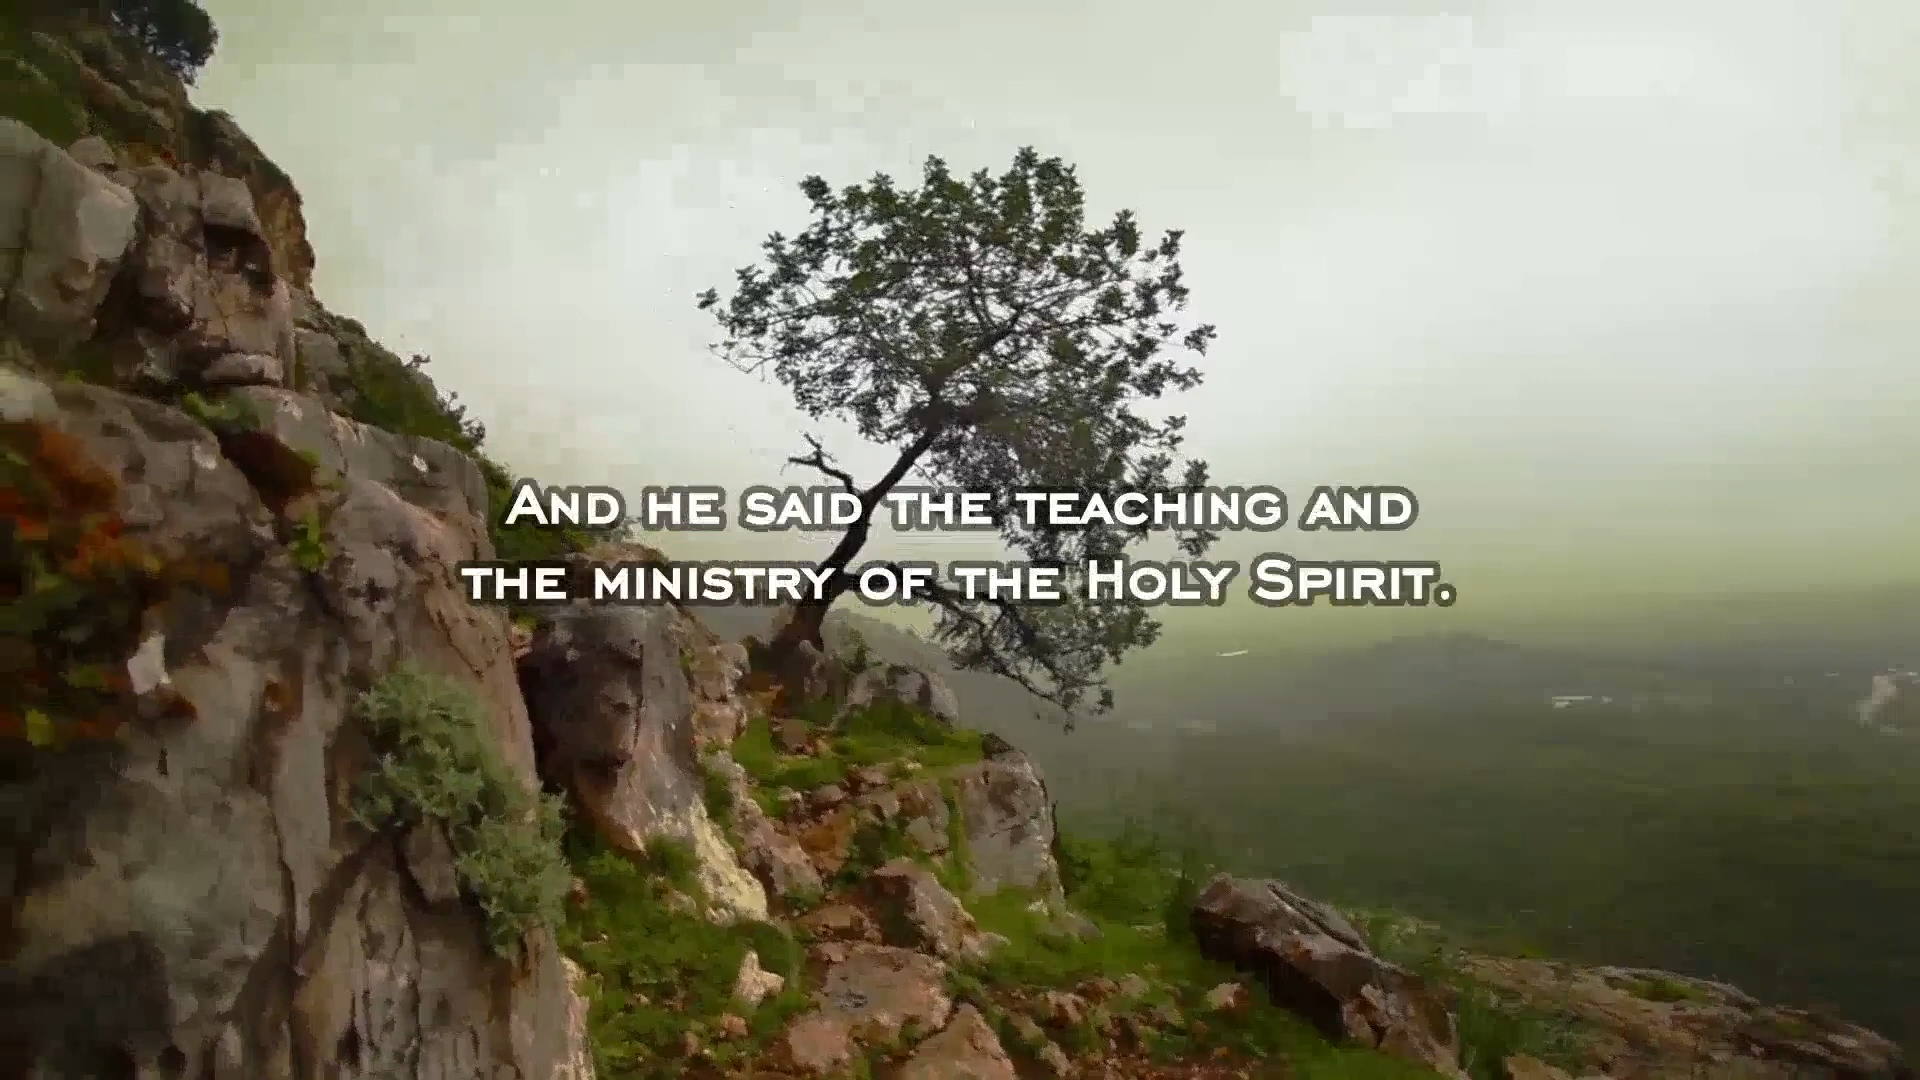 And he said the teaching and
the ministry of the Holy Spirit.